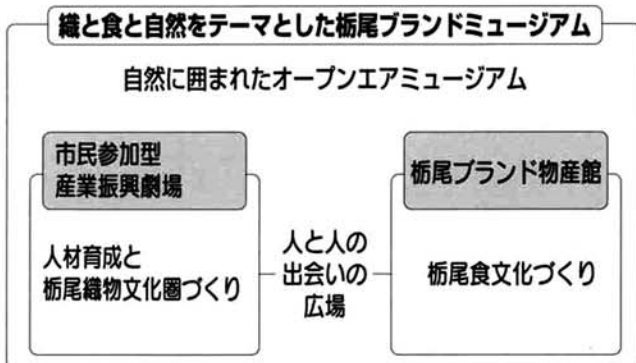 織と食と自然をテーマとした栃尾ブランドミュージアム
自然に囲まれたオープンエアミュージアム
市民参加型
産業振興劇場
人材育成と
栃尾織物文化圏づくり
人と人の
出会いの
広場
栃尾ブランド物産館
栃尾食文化づくり